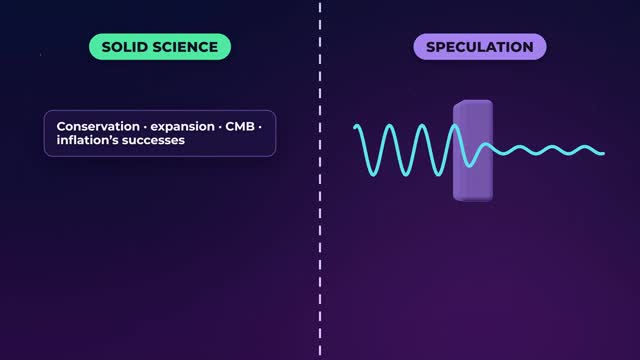 SOLID SCIENCE
SPECULATION
Conservation · expansion · CMB ·
inflation’s successes